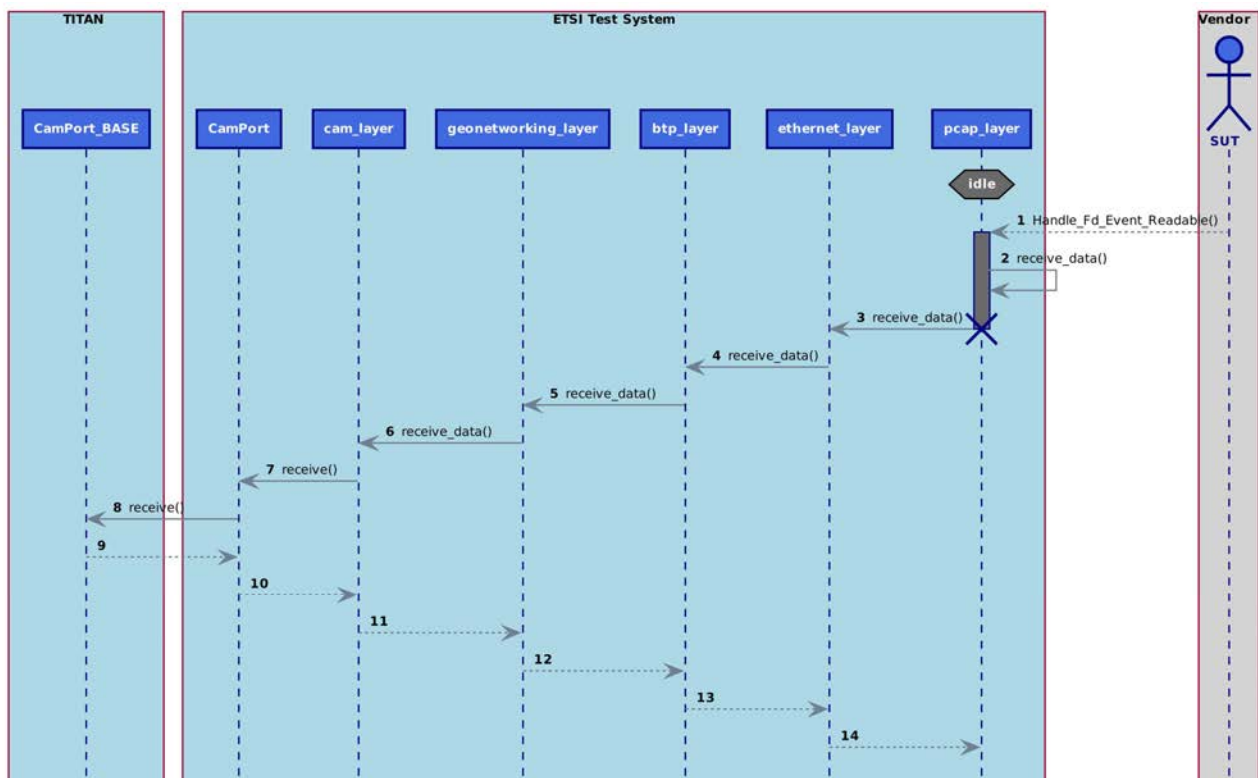 TITAN
ETSI Test System
Vendor
CamPort_BASE
CamPort
cam_layer
geonetworking_layer
btp_layer
ethernet_layer
pcap_layer
SUT
idle
1 Handle_Fd_Event_Readable()
2 receive_data()
3 receive_data()
4 receive_data()
5 receive_data()
6 receive_data()
7 receive()
8 receive()
9
10
11
12
13
14